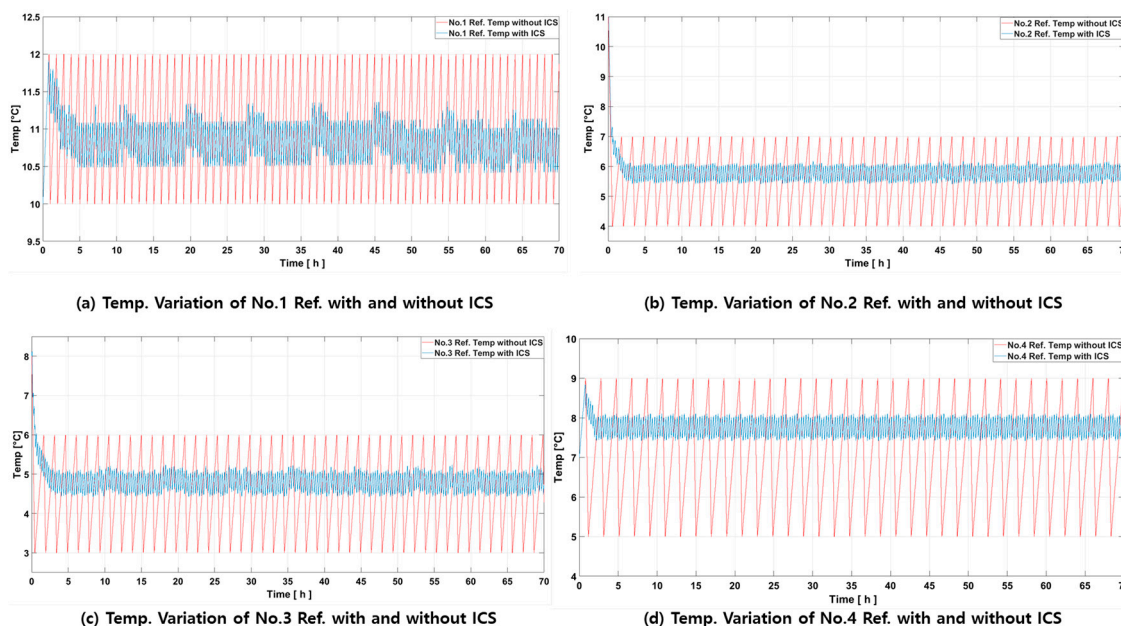 12.5
12
11.5
11
10.5
10
9.5
Temp [°C]
No.1 Ref. Temp without ICS
No.1 Ref. Temp with ICS
0 5 10 15 20 25 30 35 40 45 50 55 60 65 70
Time [ h ]
(a) Temp. Variation of No.1 Ref. with and without ICS
11
10
9
8
7
6
5
4
Temp [°C]
No.2 Ref. Temp without ICS
No.2 Ref. Temp with ICS
0 5 10 15 20 25 30 35 40 45 50 55 60 65 70
Time [ h ]
(b) Temp. Variation of No.2 Ref. with and without ICS
8
7
6
5
4
3
Temp [°C]
No.3 Ref. Temp without ICS
No.3 Ref. Temp with ICS
0 5 10 15 20 25 30 35 40 45 50 55 60 65 70
Time [ h ]
(c) Temp. Variation of No.3 Ref. with and without ICS
10
9
8
7
6
5
4
Temp [°C]
No.4 Ref. Temp without ICS
No.4 Ref. Temp with ICS
0 5 10 15 20 25 30 35 40 45 50 55 60 65 70
Time [ h ]
(d) Temp. Variation of No.4 Ref. with and without ICS